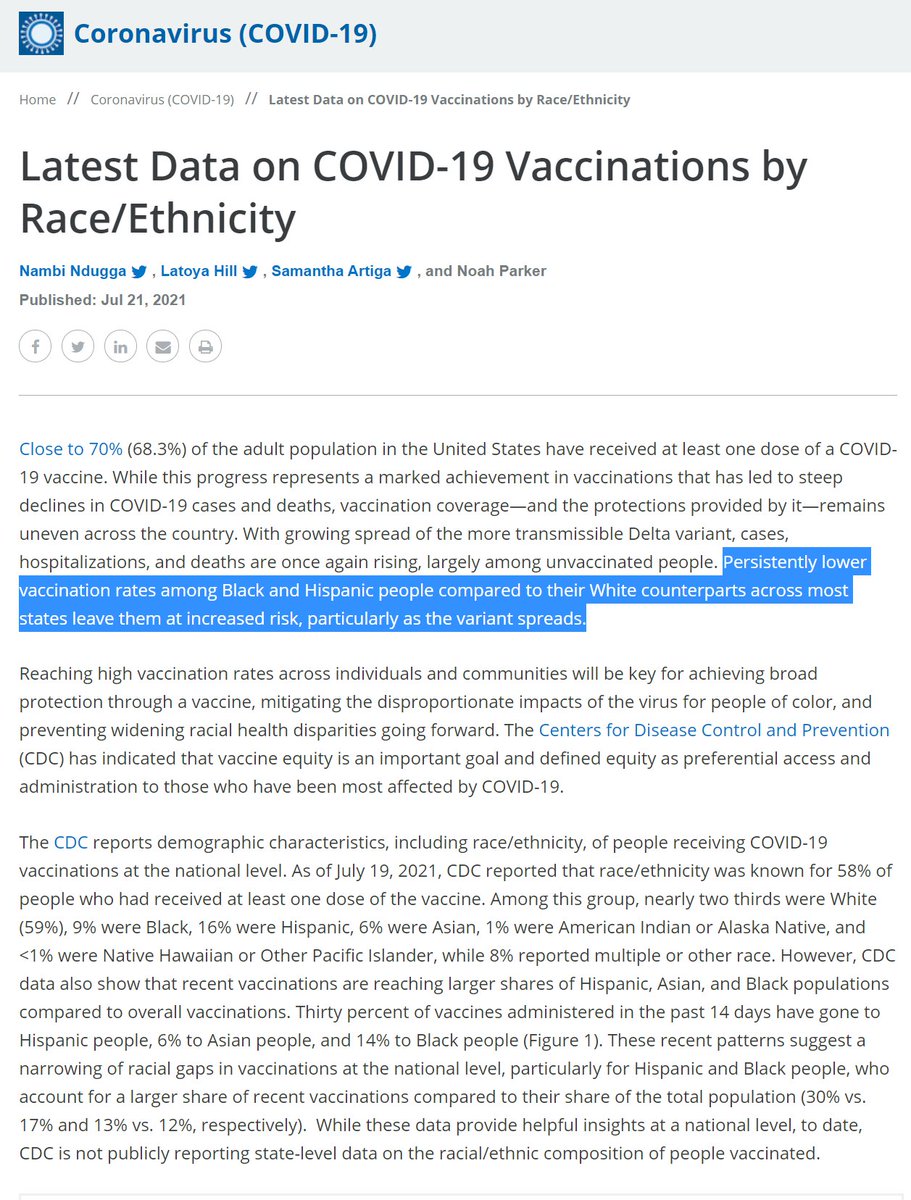 Coronavirus (COVID-19)
Home // Coronavirus (COVID-19) // Latest Data on COVID-19 Vaccinations by Race/Ethnicity
Latest Data on COVID-19 Vaccinations by
Race/Ethnicity
Nambi Ndugga , Latoya Hill , Samantha Artiga , and Noah Parker
Published: Jul 21, 2021
Close to 70% (68.3%) of the adult population in the United States have received at least one dose of a COVID-
19 vaccine. While this progress represents a marked achievement in vaccinations that has led to steep
declines in COVID-19 cases and deaths, vaccination coverage—and the protections provided by it—remains
uneven across the country. With growing spread of the more transmissible Delta variant, cases,
hospitalizations, and deaths are once again rising, largely among unvaccinated people. Persistently lower
vaccination rates among Black and Hispanic people compared to their White counterparts across most
states leave them at increased risk, particularly as the variant spreads.
Reaching high vaccination rates across individuals and communities will be key for achieving broad
protection through a vaccine, mitigating the disproportionate impacts of the virus for people of color, and
preventing widening racial health disparities going forward. The Centers for Disease Control and Prevention
(CDC) has indicated that vaccine equity is an important goal and defined equity as preferential access and
administration to those who have been most affected by COVID-19.
The CDC reports demographic characteristics, including race/ethnicity, of people receiving COVID-19
vaccinations at the national level. As of July 19, 2021, CDC reported that race/ethnicity was known for 58% of
people who had received at least one dose of the vaccine. Among this group, nearly two thirds were White
(59%), 9% were Black, 16% were Hispanic, 6% were Asian, 1% were American Indian or Alaska Native, and
<1% were Native Hawaiian or Other Pacific Islander, while 8% reported multiple or other race. However, CDC
data also show that recent vaccinations are reaching larger shares of Hispanic, Asian, and Black populations
compared to overall vaccinations. Thirty percent of vaccines administered in the past 14 days have gone to
Hispanic people, 6% to Asian people, and 14% to Black people (Figure 1). These recent patterns suggest a
narrowing of racial gaps in vaccinations at the national level, particularly for Hispanic and Black people, who
account for a larger share of recent vaccinations compared to their share of the total population (30% vs.
17% and 13% vs. 12%, respectively). While these data provide helpful insights at a national level, to date,
CDC is not publicly reporting state-level data on the racial/ethnic composition of people vaccinated.